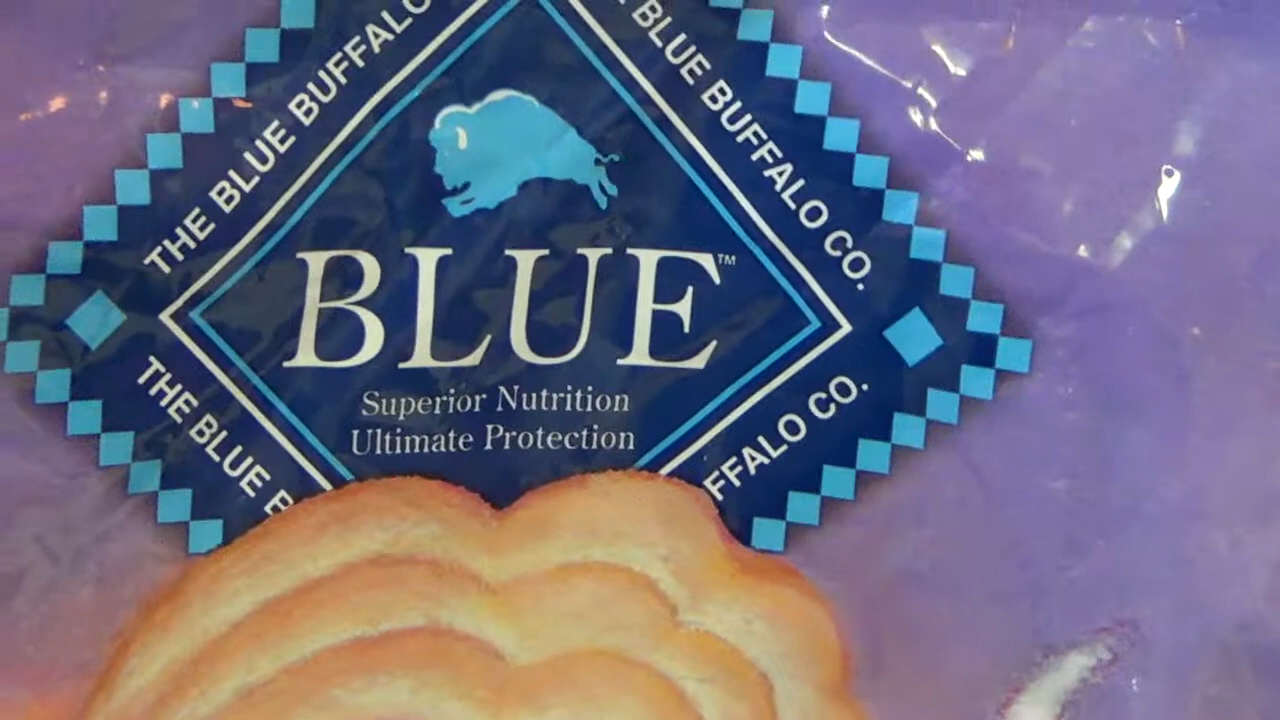 THE BLUE BUFFALO
BLUE BUFFALO CO.
BLUE™
Superior Nutrition
Ultimate Protection
THE BLUE B
FFALO CO.